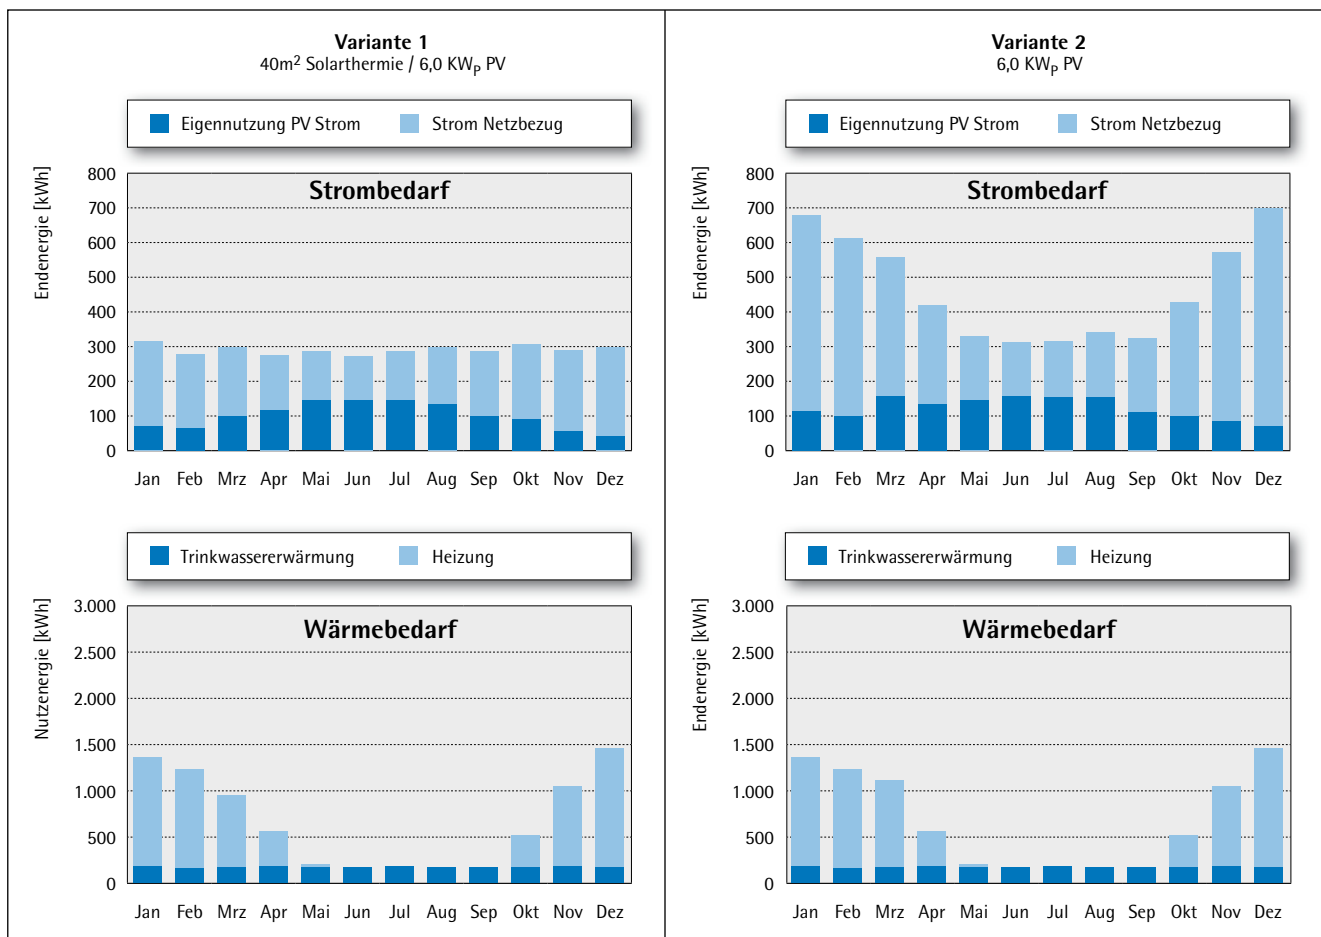 Variante 1
40m² Solarthermie / 6,0 KWP PV
Eigennutzung PV Strom
Strom Netzbezug
Endenergie [kWh]
Strombedarf
800
700
600
500
400
300
200
100
0
Jan Feb Mrz Apr Mai Jun Jul Aug Sep Okt Nov Dez
Trinkwassererwärmung
Heizung
Nutzenergie [kWh]
Wärmebedarf
3.000
2.500
2.000
1.500
1.000
500
0
Jan Feb Mrz Apr Mai Jun Jul Aug Sep Okt Nov Dez
Variante 2
6,0 KWP PV
Eigennutzung PV Strom
Strom Netzbezug
Endenergie [kWh]
Strombedarf
800
700
600
500
400
300
200
100
0
Jan Feb Mrz Apr Mai Jun Jul Aug Sep Okt Nov Dez
Trinkwassererwärmung
Heizung
Endenergie [kWh]
Wärmebedarf
3.000
2.500
2.000
1.500
1.000
500
0
Jan Feb Mrz Apr Mai Jun Jul Aug Sep Okt Nov Dez